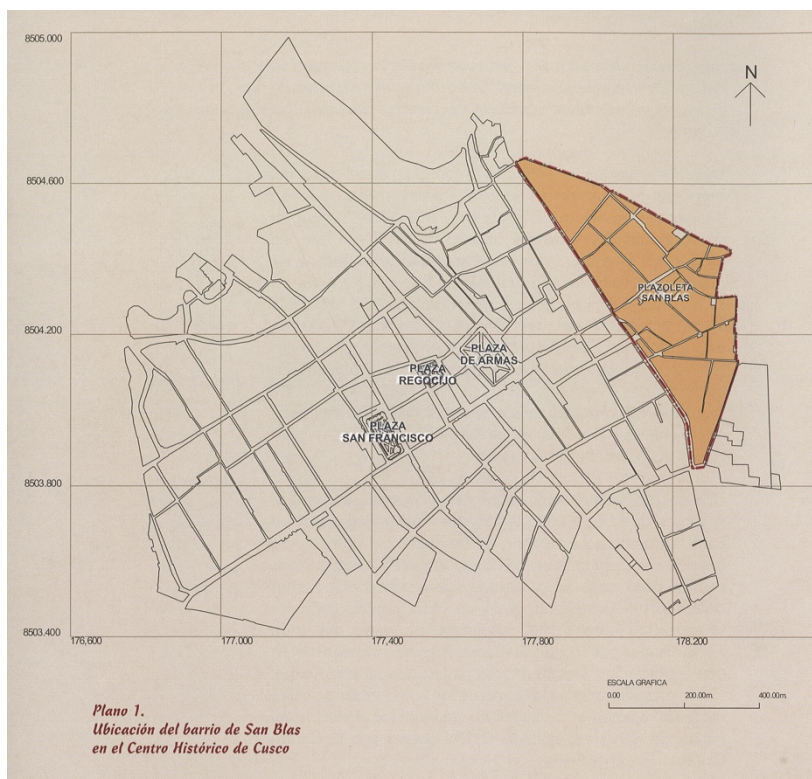 8505.000
N
8504.600
PLAZOLETA
SAN BLAS
8504.200
PLAZA
DE ARMAS
PLAZA
REGOCIJO
PLAZA
SAN FRANCISCO
8503.800
8503.400
176,600
177.000
177,400
177,800
178.200
ESCALA GRAFICA
0.00 200.00m. 400.00m.
Plano 1.
Ubicación del barrio de San Blas
en el Centro Histórico de Cusco